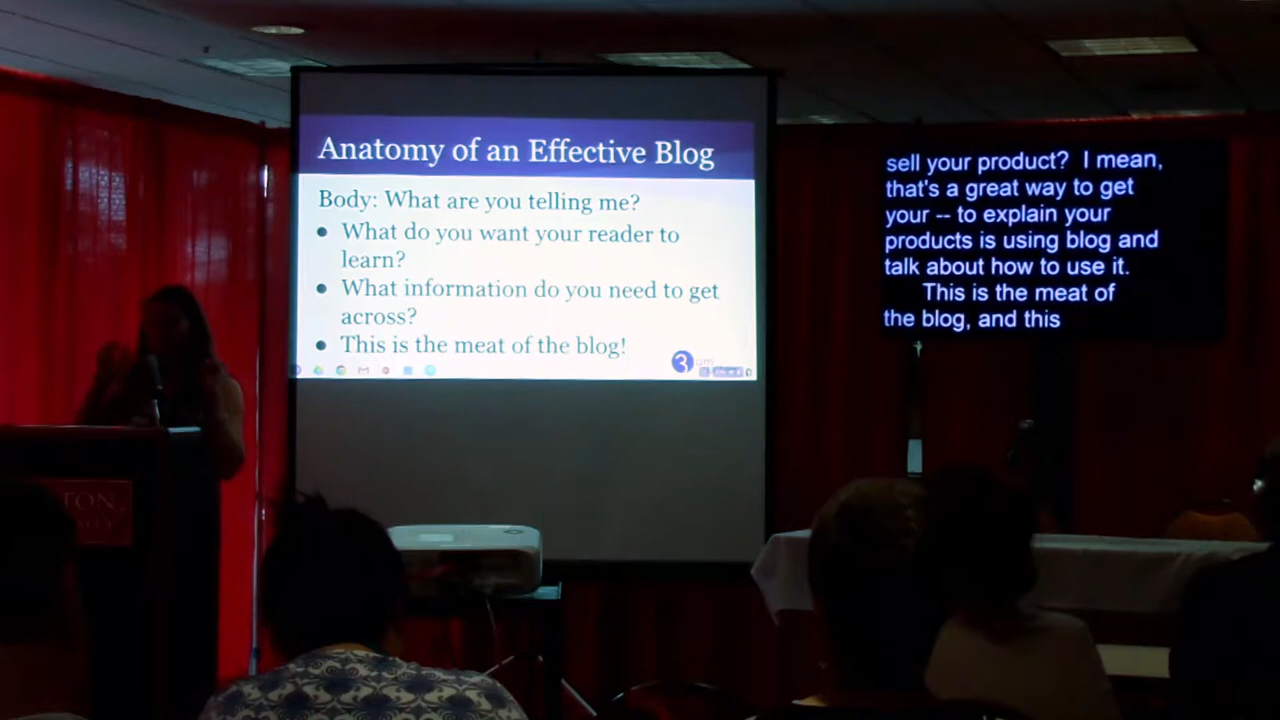 Anatomy of an Effective Blog
Body: What are you telling me?
• What do you want your reader to
learn?
• What information do you need to get
across?
• This is the meat of the blog!
3
sell your product? I mean,
that's a great way to get
your -- to explain your
products is using blog and
talk about how to use it.
This is the meat of
the blog, and this
TON,